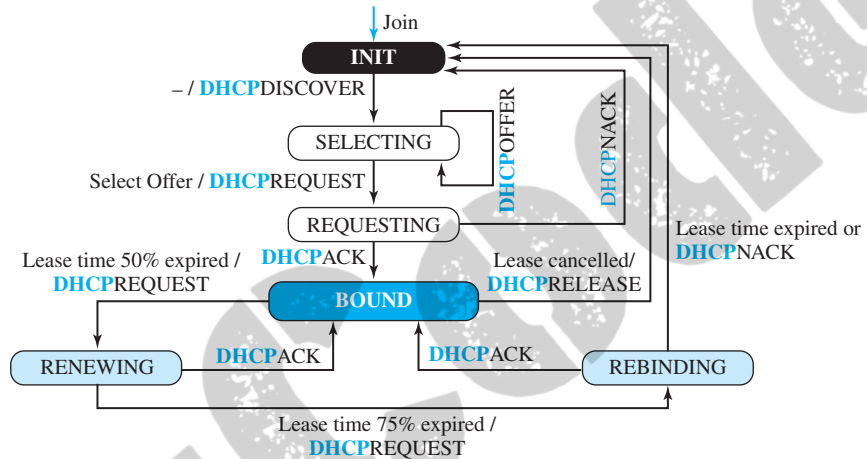 Join
INIT
– / DHCPDISCOVER
SELECTING
DHCPOFFER
DHCPNACK
Select Offer / DHCPREQUEST
REQUESTING
DHCPACK
Lease time expired or
DHCPNACK
Lease time 50% expired /
DHCPREQUEST
Lease cancelled/
DHCPRELEASE
BOUND
RENEWING
DHCPACK
DHCPACK
REBINDING
Lease time 75% expired /
DHCPREQUEST